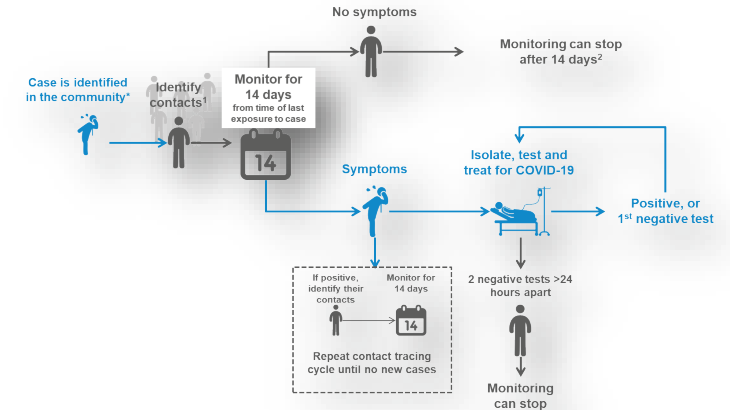 No symptoms
Monitoring can stop
after 14 days²
Case is identified
in the community*
Identify
contacts¹
Monitor for
14 days
from time of last
exposure to case
14
Symptoms
Isolate, test and
treat for COVID-19
Positive, or
1st negative test
If positive,
identify their
contacts
Monitor for
14 days
14
Repeat contact tracing
cycle until no new cases
2 negative tests >24
hours apart
Monitoring
can stop